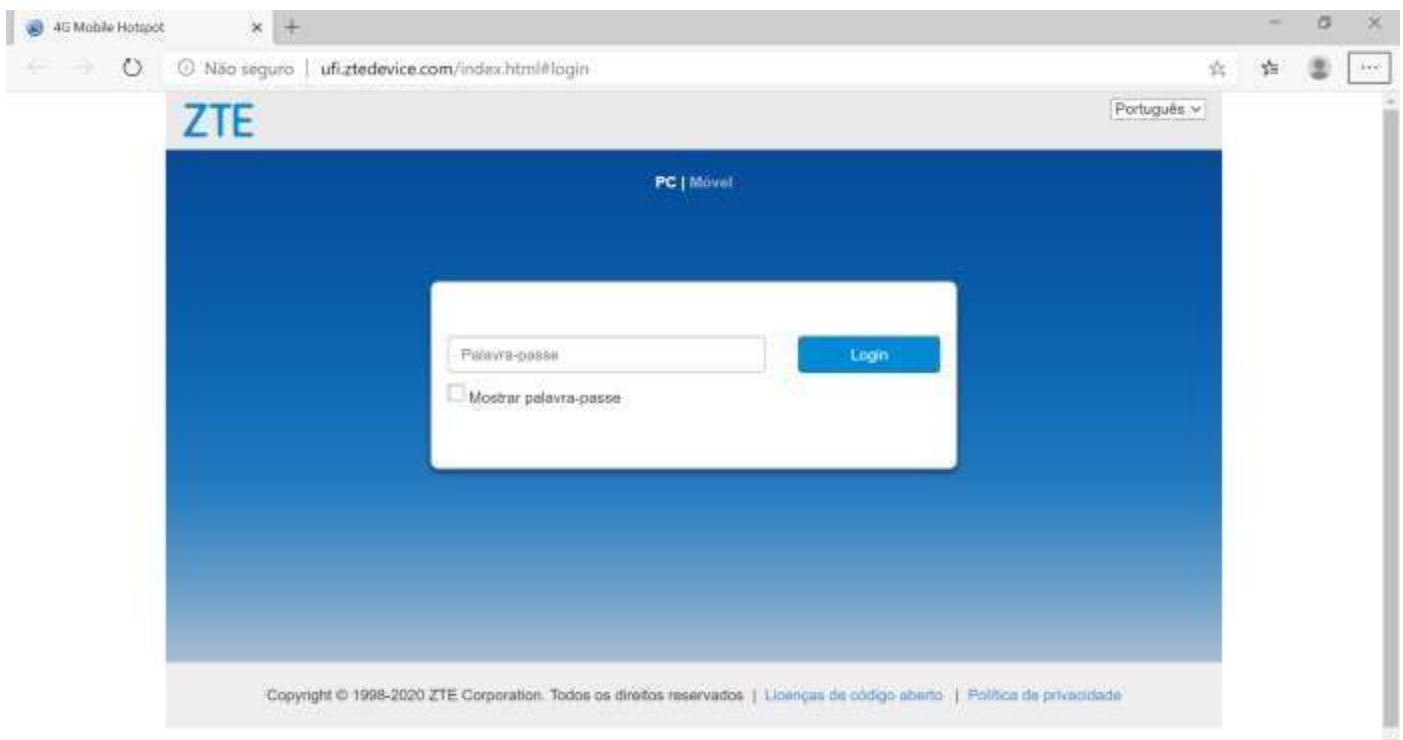 4G Mobile Hotspot
Não seguro | ufi.ztedevice.com/index.html#login
ZTE
Português
PC | Móvel
Palavra-passe
Login
Mostrar palavra-passe
Copyright © 1998-2020 ZTE Corporation. Todos os direitos reservados | Licenças de código aberto | Política de privacidade